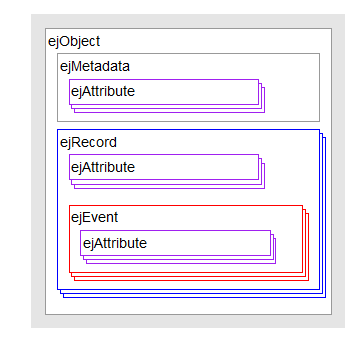 ejObject
ejMetadata
ejAttribute
ejRecord
ejAttribute
ejEvent
ejAttribute